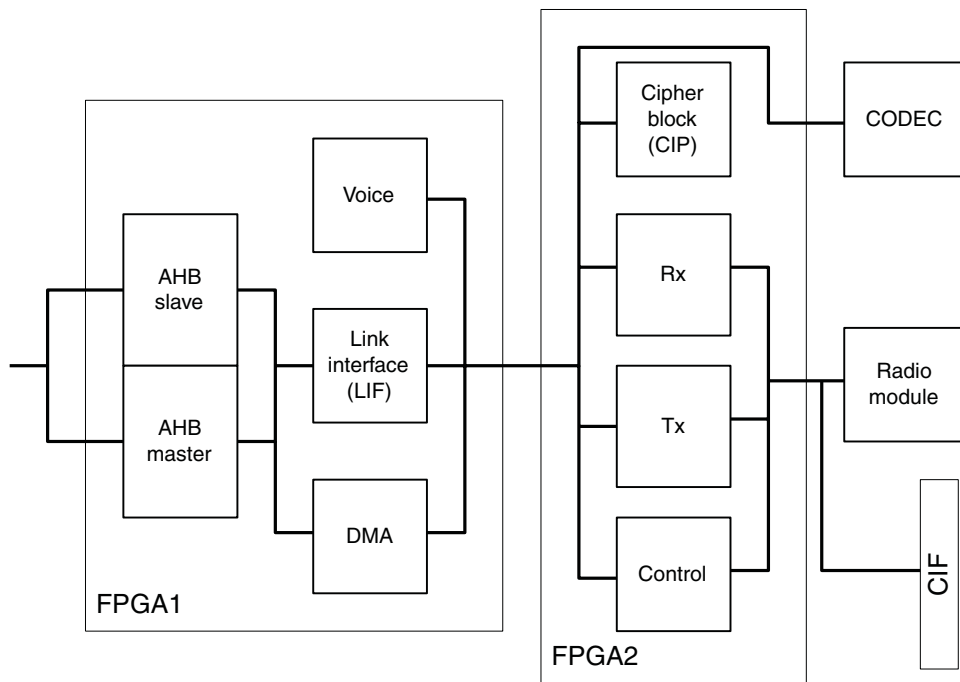 Cipher
block
(CIP)
CODEC
Voice
AHB
slave
Rx
Link
interface
(LIF)
Radio
module
AHB
master
Tx
DMA
Control
CIF
FPGA1
FPGA2